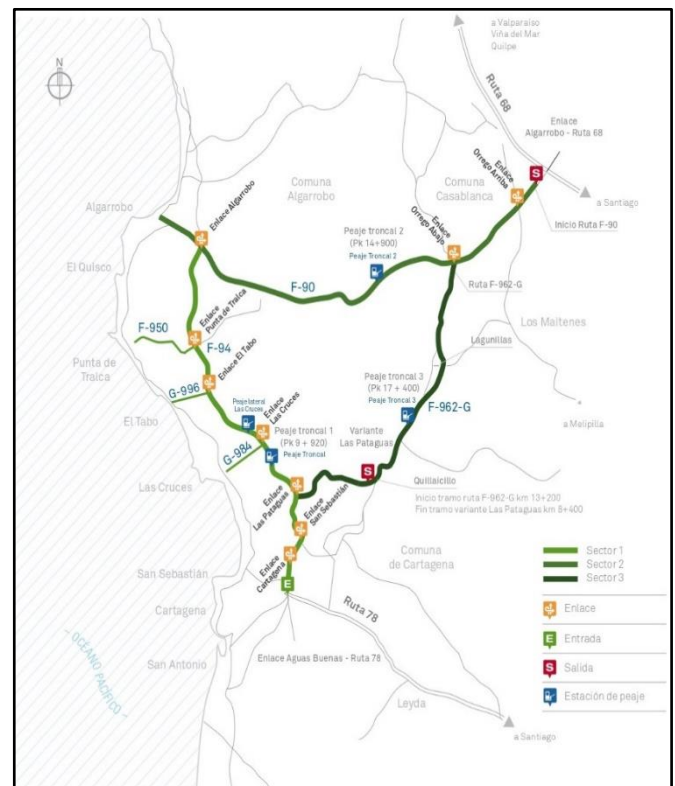 a Valparaíso
Viña del Mar
Quilpe
N
Ruta 68
Enlace
Algarrobo - Ruta 68
Enlace
Orrego Arriba
S
a Santiago
Comuna
Algarrobo
Comuna
Casablanca
Inicio Ruta F-90
Algarrobo
Enlace Algarrobo
Enlace
Orrego Abajo
Peaje troncal 2
(Pk 14+900)
Peaje Troncal 2
El Quisco
F-90
Ruta F-962-G
F-950
Enlace
Punta de Tralca
F-94
Los Maitenes
Lagunillas
Punta de
Tralca
Enlace El Tabo
G-996
Peaje troncal 3
(Pk 17 + 400)
Peaje Troncal 3
F-962-G
El Tabo
Peaje lateral
Las Cruces
Enlace
Las Cruces
a Melipilla
Peaje troncal 1
(Pk 9 + 920)
Peaje Troncal
Variante
Las Pataguas
G-984
S
Las Cruces
Enlace
Las Pataguas
Quillaicillo
Inicio tramo ruta F-962-G km 13+200
Fin tramo variante Las Pataguas km 8+400
Enlace
San Sebastián
Comuna
de Cartagena
San Sebastián
Enlace
Cartagena
E
Cartagena
Ruta 78
San Antonio
Enlace Aguas Buenas - Ruta 78
OCEANO PACÍFICO
Leyda
a Santiago
Sector 1
Sector 2
Sector 3
Enlace
E Entrada
S Salida
Estación de peaje